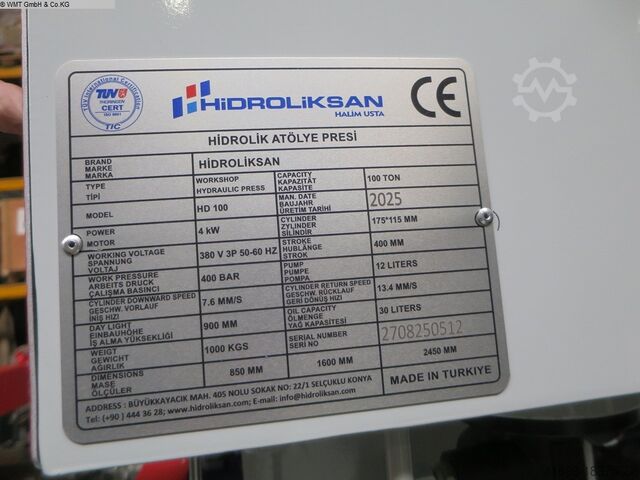 © WMT GmbH & Co.KG
TÜV International Certification
TÜV
THÜRINGEN
CERT
ISO 9001
TIC
HiDROLiKSAN
HALIM USTA
CE
HİDROLİK ATÖLYE PRESİ
BRAND
MARKE
MARKA
HİDROLİKSAN
TYPE
TİPİ
WORKSHOP
HYDRAULIC PRESS
CAPACITY
KAPAZITÄT
KAPASİTE
100 TON
MODEL
HD 100
MAN. DATE
BAUJAHR
ÜRETİM TARİHİ
2025
POWER
MOTOR
4 kW
CYLINDER
ZYLINDER
SİLİNDİR
175*115 MM
WORKING VOLTAGE
SPANNUNG
VOLTAJ
380 V 3P 50-60 HZ
STROKE
HUBLÄNGE
STROK
400 MM
WORK PRESSURE
ARBEITS DRUCK
ÇALIŞMA BASINCI
400 BAR
PUMP
PUMPE
POMPA
12 LITERS
CYLINDER DOWNWARD SPEED
GESCHW. VORLAUF
İNİŞ HIZI
7.6 MM/S
CYLINDER RETURN SPEED
GESCHW. RÜCKLAUF
GERİ DÖNÜŞ HIZI
13.4 MM/S
DAY LIGHT
EINBAUHÖHE
İŞ ALMA YÜKSEKLİĞİ
900 MM
OIL CAPACITY
ÖLMENGE
YAĞ KAPASİTESİ
30 LITERS
WEIGT
GEWICHT
AĞIRLIK
1000 KGS
SERIAL NUMBER
SERI NO
2708250512
DIMENSIONS
MAßE
ÖLÇÜLER
850 MM
1600 MM
2450 MM
ADDRESS : BÜYÜKKAYACIK MAH. 405 NOLU SOKAK NO: 22/1 SELÇUKLU KONYA
Tel: (+90 ) 444 36 28; www.hidroliksan.com; E-mail: info@hidroliksan.com
MADE IN TURKIYE